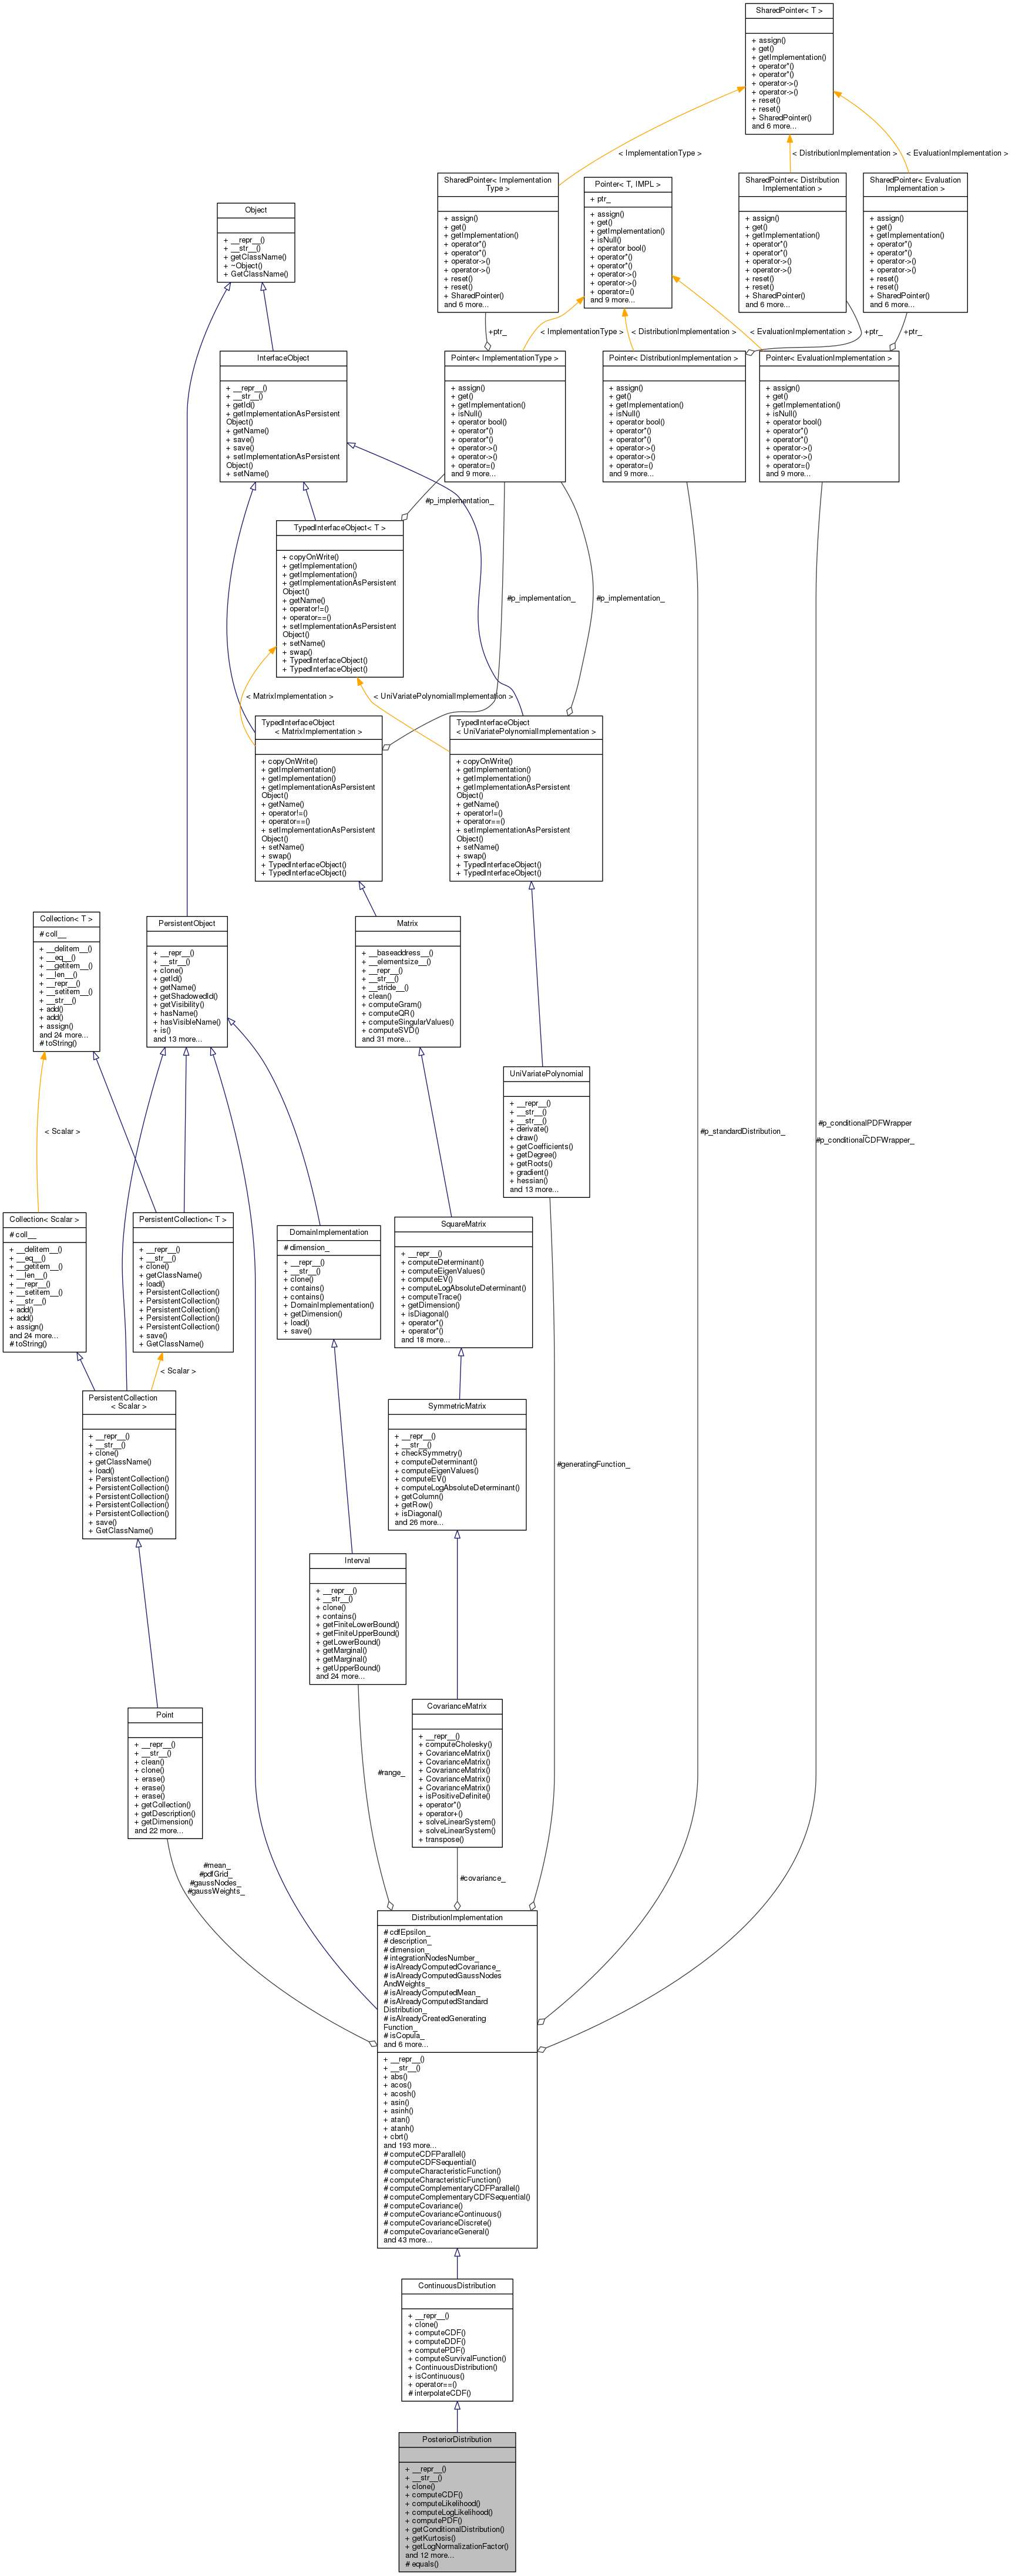 SharedPointer< T >
+ assign()
+ get()
+ getImplementation()
+ operator*()
+ operator*()
+ operator->()
+ operator->()
+ reset()
+ reset()
+ SharedPointer()
and 6 more...
< ImplementationType >
< DistributionImplementation >
< EvaluationImplementation >
SharedPointer< Implementation
Type >
+ assign()
+ get()
+ getImplementation()
+ operator*()
+ operator*()
+ operator->()
+ operator->()
+ reset()
+ reset()
+ SharedPointer()
and 6 more...
Pointer< T, IMPL >
+ ptr_
+ assign()
+ get()
+ getImplementation()
+ isNull()
+ operator bool()
+ operator*()
+ operator*()
+ operator->()
+ operator->()
+ operator=()
and 9 more...
SharedPointer< Distribution
Implementation >
+ assign()
+ get()
+ getImplementation()
+ operator*()
+ operator*()
+ operator->()
+ operator->()
+ reset()
+ reset()
+ SharedPointer()
and 6 more...
SharedPointer< Evaluation
Implementation >
+ assign()
+ get()
+ getImplementation()
+ operator*()
+ operator*()
+ operator->()
+ operator->()
+ reset()
+ reset()
+ SharedPointer()
and 6 more...
Object
+ __repr__()
+ __str__()
+ getClassName()
+ ~Object()
+ GetClassName()
+ptr_
< ImplementationType >
< DistributionImplementation >
< EvaluationImplementation >
+ptr_
+ptr_
InterfaceObject
+ __repr__()
+ __str__()
+ getId()
+ getImplementationAsPersistent
Object()
+ getName()
+ save()
+ save()
+ setImplementationAsPersistent
Object()
+ setName()
Pointer< ImplementationType >
+ assign()
+ get()
+ getImplementation()
+ isNull()
+ operator bool()
+ operator*()
+ operator*()
+ operator->()
+ operator->()
+ operator=()
and 9 more...
Pointer< DistributionImplementation >
+ assign()
+ get()
+ getImplementation()
+ isNull()
+ operator bool()
+ operator*()
+ operator*()
+ operator->()
+ operator->()
+ operator=()
and 9 more...
Pointer< EvaluationImplementation >
+ assign()
+ get()
+ getImplementation()
+ isNull()
+ operator bool()
+ operator*()
+ operator*()
+ operator->()
+ operator->()
+ operator=()
and 9 more...
#p_implementation_
TypedInterfaceObject< T >
+ copyOnWrite()
+ getImplementation()
+ getImplementation()
+ getImplementationAsPersistent
Object()
+ getName()
+ operator!=()
+ operator==()
+ setImplementationAsPersistent
Object()
+ setName()
+ swap()
+ TypedInterfaceObject()
+ TypedInterfaceObject()
#p_implementation_
#p_implementation_
< MatrixImplementation >
< UniVariatePolynomialImplementation >
TypedInterfaceObject
< MatrixImplementation >
+ copyOnWrite()
+ getImplementation()
+ getImplementation()
+ getImplementationAsPersistent
Object()
+ getName()
+ operator!=()
+ operator==()
+ setImplementationAsPersistent
Object()
+ setName()
+ swap()
+ TypedInterfaceObject()
+ TypedInterfaceObject()
TypedInterfaceObject
< UniVariatePolynomialImplementation >
+ copyOnWrite()
+ getImplementation()
+ getImplementation()
+ getImplementationAsPersistent
Object()
+ getName()
+ operator!=()
+ operator==()
+ setImplementationAsPersistent
Object()
+ setName()
+ swap()
+ TypedInterfaceObject()
+ TypedInterfaceObject()
Collection< T >
# coll__
+ __delitem__()
+ __eq__()
+ __getitem__()
+ __len__()
+ __repr__()
+ __setitem__()
+ __str__()
+ add()
+ add()
+ assign()
and 24 more...
# toString()
PersistentObject
+ __repr__()
+ __str__()
+ clone()
+ getId()
+ getName()
+ getShadowedId()
+ getVisibility()
+ hasName()
+ hasVisibleName()
+ is()
and 13 more...
Matrix
+ __baseaddress__()
+ __elementsize__()
+ __repr__()
+ __str__()
+ __stride__()
+ clean()
+ computeGram()
+ computeQR()
+ computeSingularValues()
+ computeSVD()
and 31 more...
UniVariatePolynomial
+ __repr__()
+ __str__()
+ __str__()
+ derivate()
+ draw()
+ getCoefficients()
+ getDegree()
+ getRoots()
+ gradient()
+ hessian()
and 13 more...
< Scalar >
#p_standardDistribution_
#p_conditionalPDFWrapper
_
#p_conditionalCDFWrapper_
Collection< Scalar >
# coll__
+ __delitem__()
+ __eq__()
+ __getitem__()
+ __len__()
+ __repr__()
+ __setitem__()
+ __str__()
+ add()
+ add()
+ assign()
and 24 more...
# toString()
PersistentCollection< T >
+ __repr__()
+ __str__()
+ clone()
+ getClassName()
+ load()
+ PersistentCollection()
+ PersistentCollection()
+ PersistentCollection()
+ PersistentCollection()
+ PersistentCollection()
+ save()
+ GetClassName()
DomainImplementation
# dimension_
+ __repr__()
+ __str__()
+ clone()
+ contains()
+ contains()
+ DomainImplementation()
+ getDimension()
+ load()
+ save()
SquareMatrix
+ __repr__()
+ computeDeterminant()
+ computeEigenValues()
+ computeEV()
+ computeLogAbsoluteDeterminant()
+ computeTrace()
+ getDimension()
+ isDiagonal()
+ operator*()
+ operator*()
and 18 more...
< Scalar >
PersistentCollection
< Scalar >
+ __repr__()
+ __str__()
+ clone()
+ getClassName()
+ load()
+ PersistentCollection()
+ PersistentCollection()
+ PersistentCollection()
+ PersistentCollection()
+ PersistentCollection()
+ save()
+ GetClassName()
SymmetricMatrix
+ __repr__()
+ __str__()
+ checkSymmetry()
+ computeDeterminant()
+ computeEigenValues()
+ computeEV()
+ computeLogAbsoluteDeterminant()
+ getColumn()
+ getRow()
+ isDiagonal()
and 26 more...
#generatingFunction_
Interval
+ __repr__()
+ __str__()
+ clone()
+ contains()
+ getFiniteLowerBound()
+ getFiniteUpperBound()
+ getLowerBound()
+ getMarginal()
+ getMarginal()
+ getUpperBound()
and 24 more...
Point
+ __repr__()
+ __str__()
+ clean()
+ clone()
+ erase()
+ erase()
+ erase()
+ getCollection()
+ getDescription()
+ getDimension()
and 22 more...
CovarianceMatrix
+ __repr__()
+ computeCholesky()
+ CovarianceMatrix()
+ CovarianceMatrix()
+ CovarianceMatrix()
+ CovarianceMatrix()
+ CovarianceMatrix()
+ isPositiveDefinite()
+ operator*()
+ operator+()
+ solveLinearSystem()
+ solveLinearSystem()
+ transpose()
#range_
#mean_
#pdfGrid_
#gaussNodes_
#gaussWeights_
#covariance_
DistributionImplementation
# cdfEpsilon_
# description_
# dimension_
# integrationNodesNumber_
# isAlreadyComputedCovariance_
# isAlreadyComputedGaussNodes
AndWeights_
# isAlreadyComputedMean_
# isAlreadyComputedStandard
Distribution_
# isAlreadyCreatedGenerating
Function_
# isCopula_
and 6 more...
+ __repr__()
+ __str__()
+ abs()
+ acos()
+ acosh()
+ asin()
+ asinh()
+ atan()
+ atanh()
+ cbrt()
and 193 more...
# computeCDFParallel()
# computeCDFSequential()
# computeCharacteristicFunction()
# computeCharacteristicFunction()
# computeComplementaryCDFParallel()
# computeComplementaryCDFSequential()
# computeCovariance()
# computeCovarianceContinuous()
# computeCovarianceDiscrete()
# computeCovarianceGeneral()
and 43 more...
ContinuousDistribution
+ __repr__()
+ clone()
+ computeCDF()
+ computeDDF()
+ computePDF()
+ computeSurvivalFunction()
+ ContinuousDistribution()
+ isContinuous()
+ operator==()
# interpolateCDF()
PosteriorDistribution
+ __repr__()
+ __str__()
+ clone()
+ computeCDF()
+ computeLikelihood()
+ computeLogLikelihood()
+ computePDF()
+ getConditionalDistribution()
+ getKurtosis()
+ getLogNormalizationFactor()
and 12 more...
# equals()